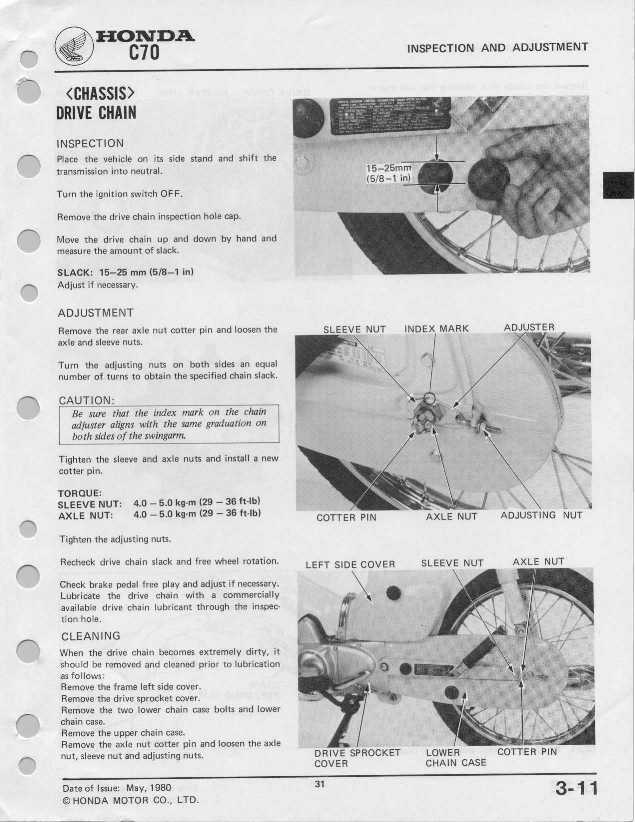 HONDA
C70
INSPECTION AND ADJUSTMENT
<CHASSIS>
DRIVE CHAIN
INSPECTION
Place the vehicle on its side stand and shift the
transmission into neutral.
Turn the ignition switch OFF.
Remove the drive chain inspection hole cap.
Move the drive chain up and down by hand and
measure the amount of slack.
SLACK: 15–25 mm (5/8–1 in)
Adjust if necessary.
ADJUSTMENT
Remove the rear axle nut cotter pin and loosen the
axle and sleeve nuts.
Turn the adjusting nuts on both sides an equal
number of turns to obtain the specified chain slack.
CAUTION:
Be sure that the index mark on the chain
adjuster aligns with the same graduation on
both sides of the swingarm.
Tighten the sleeve and axle nuts and install a new
cotter pin.
TORQUE:
SLEEVE NUT: 4.0 – 5.0 kg-m (29 – 36 ft-lb)
AXLE NUT: 4.0 – 5.0 kg-m (29 – 36 ft-lb)
Tighten the adjusting nuts.
Recheck drive chain slack and free wheel rotation.
Check brake pedal free play and adjust if necessary.
Lubricate the drive chain with a commercially
available drive chain lubricant through the inspec-
tion hole.
CLEANING
When the drive chain becomes extremely dirty, it
should be removed and cleaned prior to lubrication
as follows:
Remove the frame left side cover.
Remove the drive sprocket cover.
Remove the two lower chain case bolts and lower
chain case.
Remove the upper chain case.
Remove the axle nut cotter pin and loosen the axle
nut, sleeve nut and adjusting nuts.
15–25mm
(5/8–1 in)
SLEEVE NUT INDEX MARK ADJUSTER
COTTER PIN AXLE NUT ADJUSTING NUT
LEFT SIDE COVER SLEEVE NUT AXLE NUT
DRIVE SPROCKET LOWER COTTER PIN
COVER CHAIN CASE
Date of Issue: May, 1980
© HONDA MOTOR CO., LTD.
31
3-11